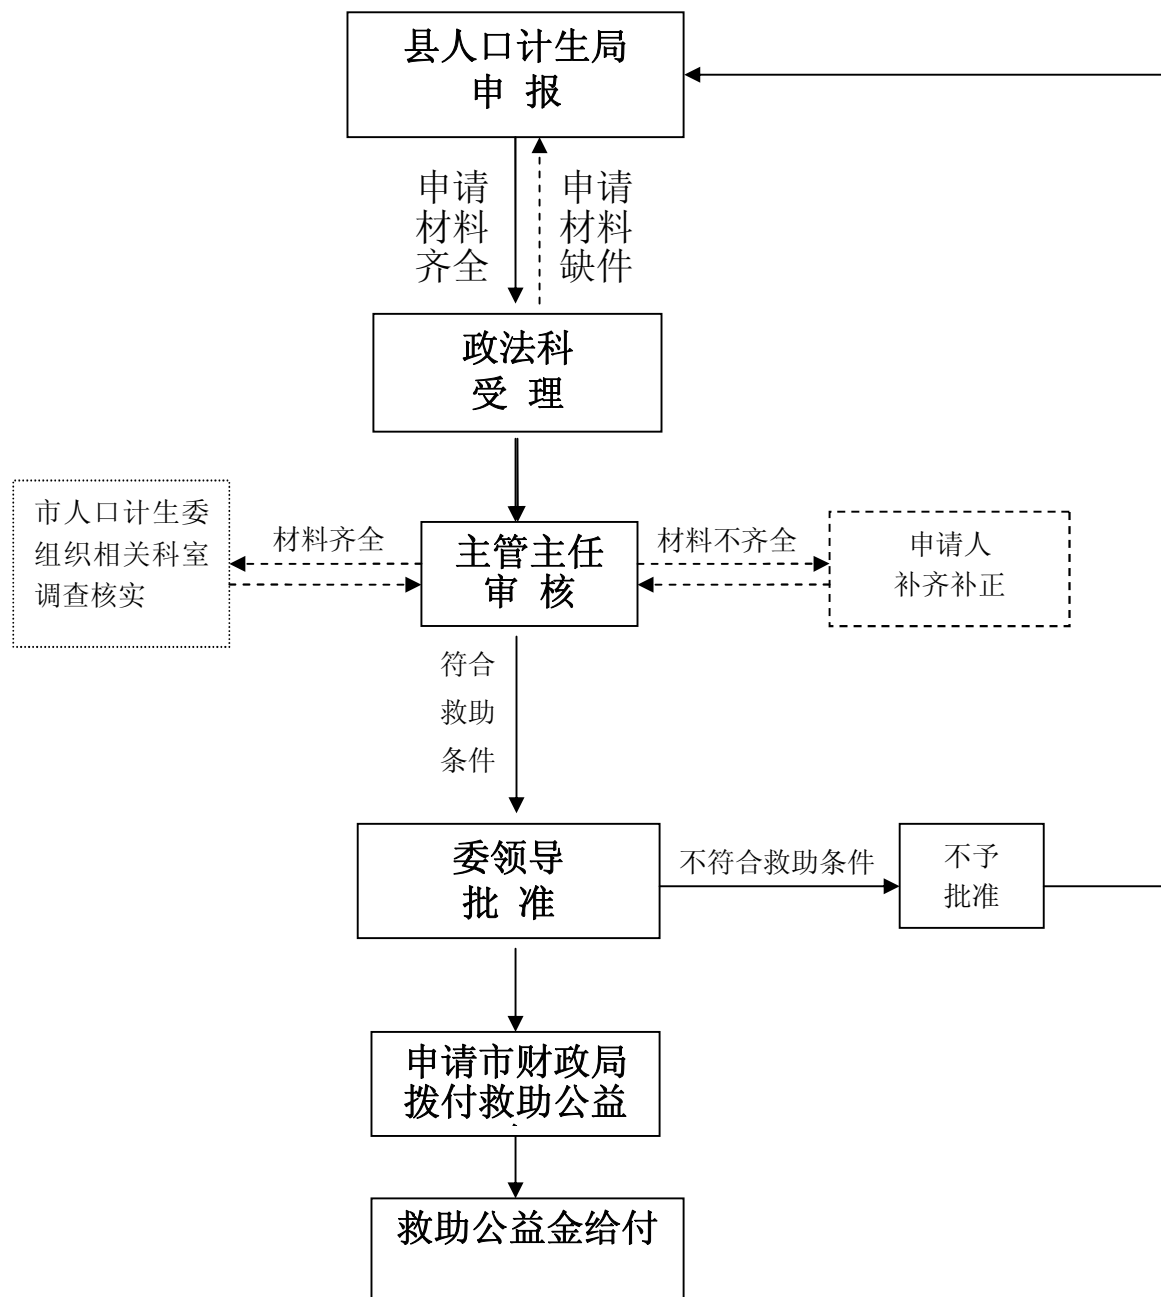 县人口计生局
申 报
申请
材料
齐全
申请
材料
缺件
政法科
受 理
市人口计生委
组织相关科室
调查核实
材料齐全
主管主任
审 核
材料不齐全
申请人
补齐补正
符合
救助
条件
委领导
批 准
不符合救助条件
不予
批准
申请市财政局
拨付救助公益
救助公益金给付